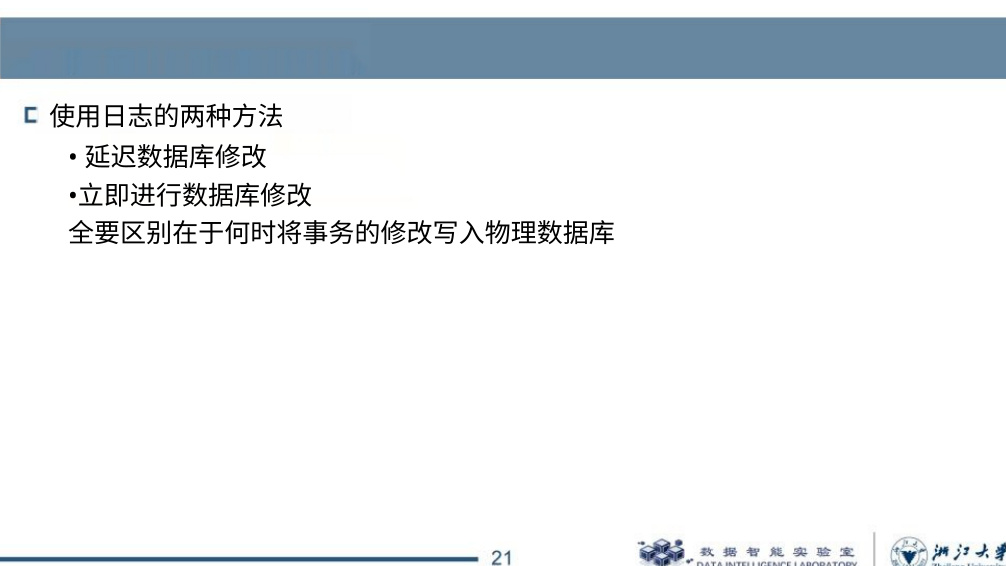 使用日志的两种方法
• 延迟数据库修改
•立即进行数据库修改
全要区别在于何时将事务的修改写入物理数据库
21
数据智能实验室
DATA INTELLIGENCE LABORATORY
浙江大学